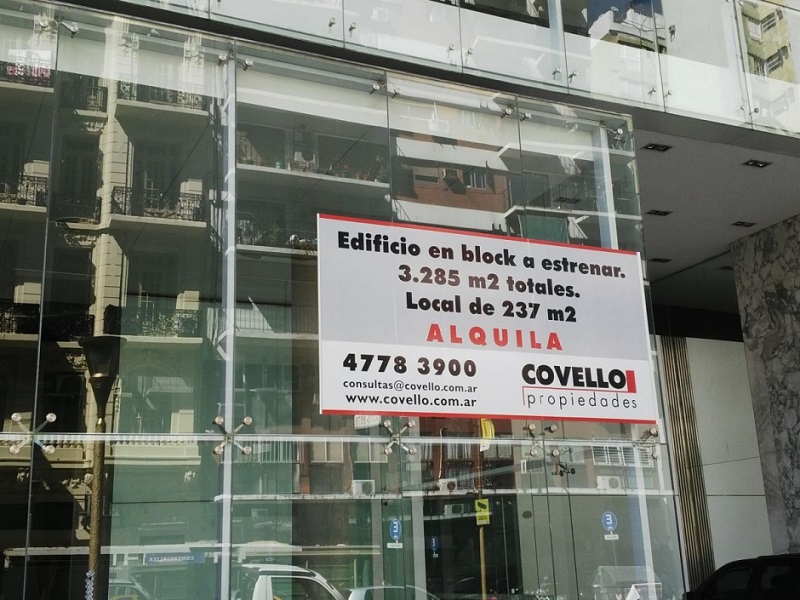 Edificio en block a estrenar.
3.285 m2 totales.
Local de 237 m2
ALQUILA
4778 3900
consultas@covello.com.ar
www.covello.com.ar
COVELLO
propiedades